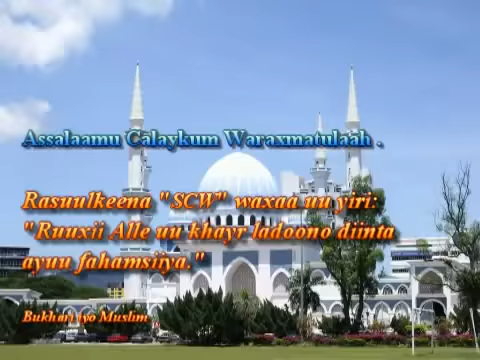 Assalaamu Calaykum Waraxmatulaah .
Rasuulkeena "SCW" waxaa uu yiri:
"Ruuxii Alle uu khayr ladoono diinta
ayuu fahamsiiya."
Bukhari iyo Muslim